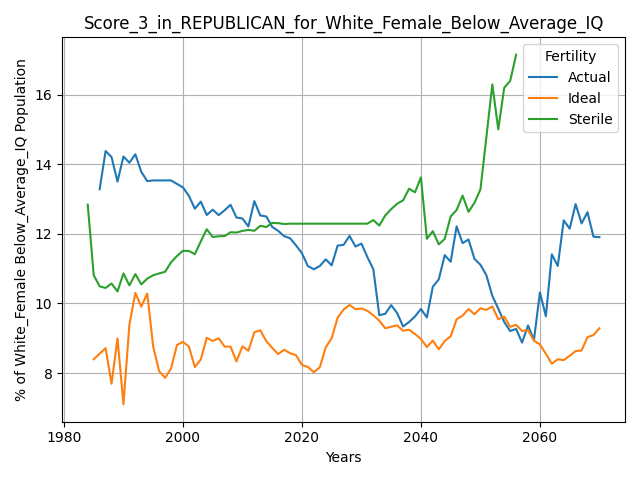 Score_3_in_REPUBLICAN_for_White_Female_Below_Average_IQ
% of White_Female Below_Average_IQ Population
16
14
12
10
8
Fertility
Actual
Ideal
Sterile
1980
2000
2020
2040
2060
Years